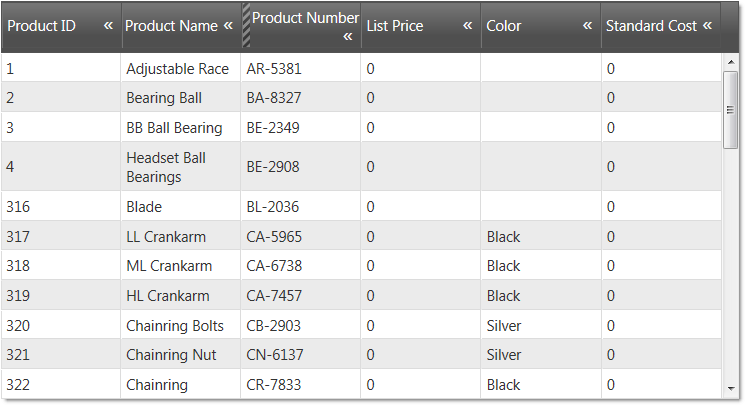 Product ID « Product Name « Product Number « List Price « Color « Standard Cost «
1 Adjustable Race AR-5381 0 0
2 Bearing Ball BA-8327 0 0
3 BB Ball Bearing BE-2349 0 0
4 Headset Ball Bearings BE-2908 0 0
316 Blade BL-2036 0 0
317 LL Crankarm CA-5965 0 Black 0
318 ML Crankarm CA-6738 0 Black 0
319 HL Crankarm CA-7457 0 Black 0
320 Chainring Bolts CB-2903 0 Silver 0
321 Chainring Nut CN-6137 0 Silver 0
322 Chainring CR-7833 0 Black 0